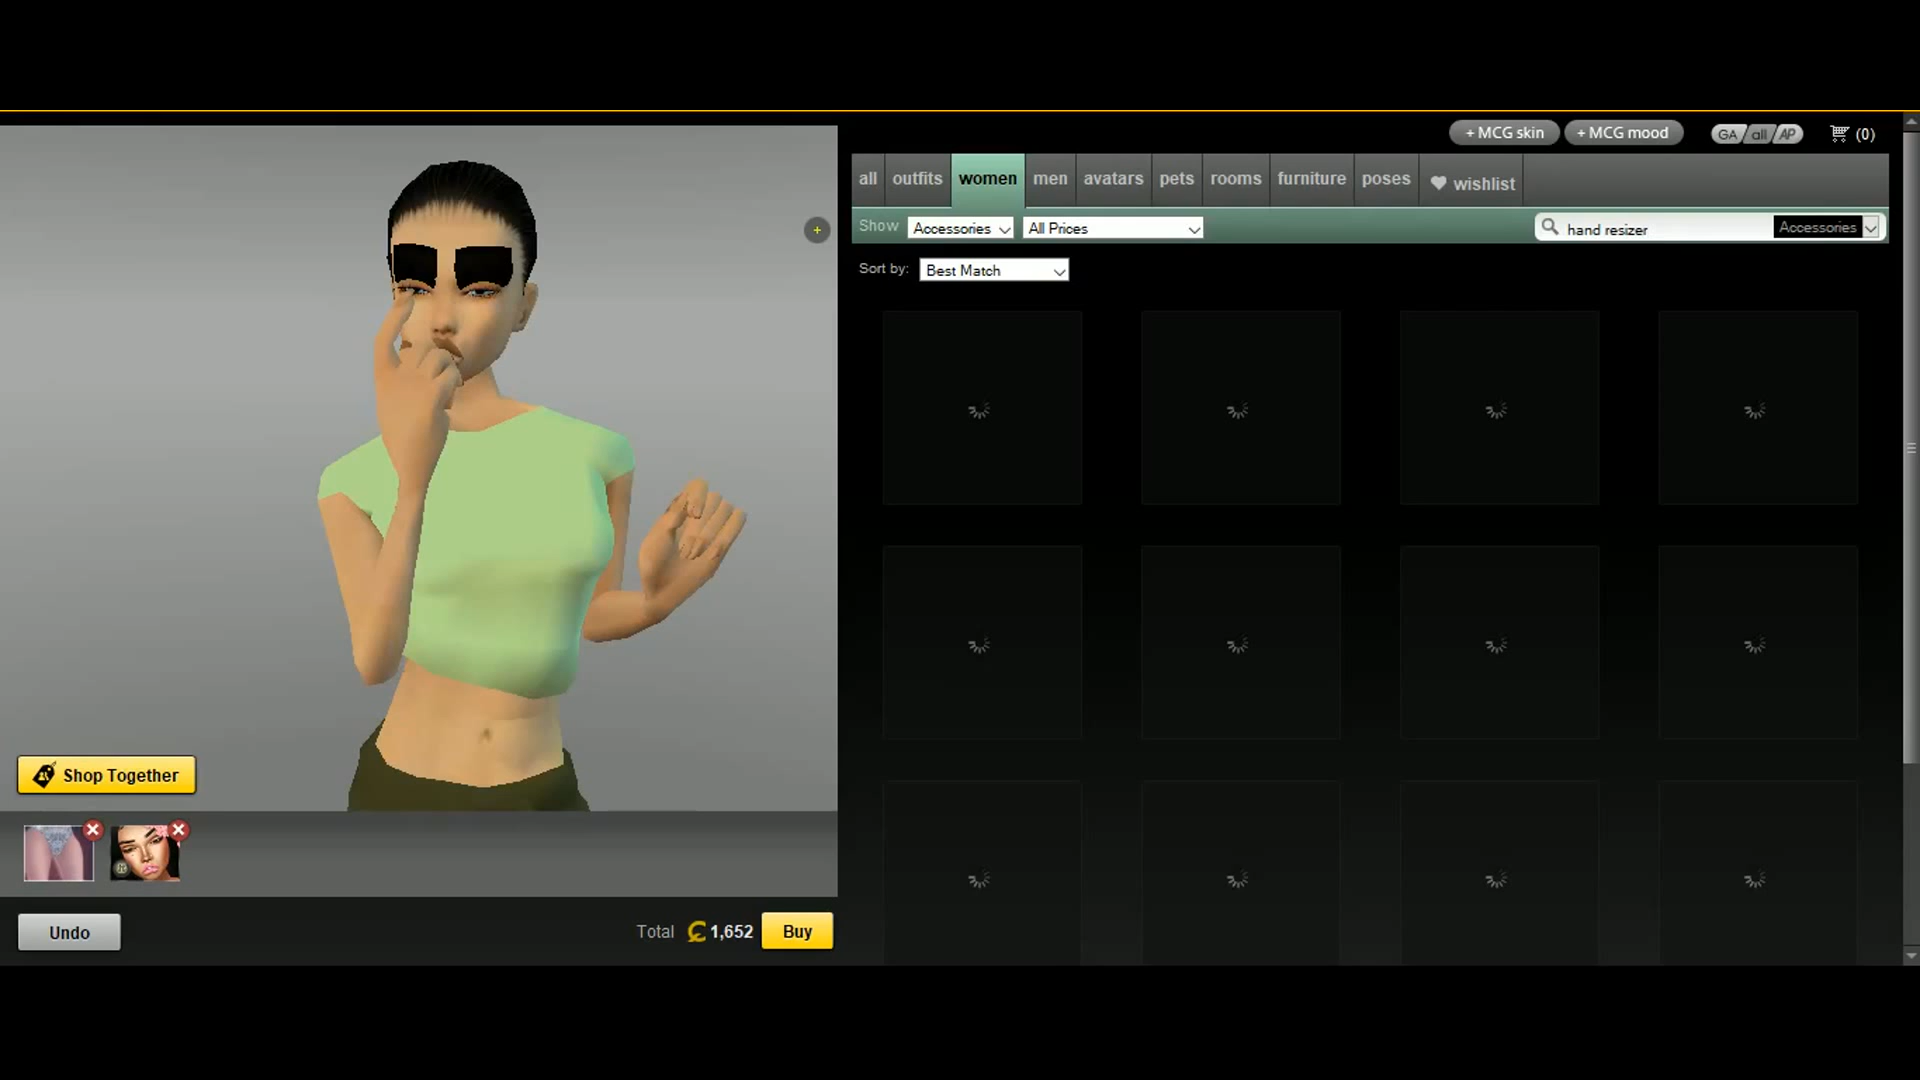 + MCG skin + MCG mood GA all AP (0)
all outfits women men avatars pets rooms furniture poses wishlist
Show Accessories All Prices hand resizer Accessories
Sort by: Best Match
Shop Together
Undo Total 1,652 Buy